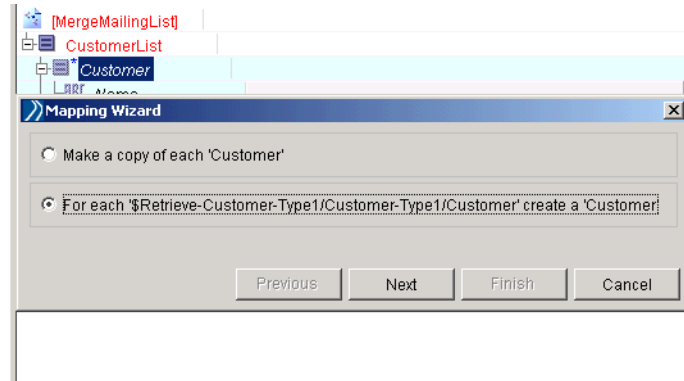 [MergeMailingList]
CustomerList
* Customer
Name
Mapping Wizard
Make a copy of each 'Customer'
For each '$Retrieve-Customer-Type1/Customer-Type1/Customer' create a 'Customer
Previous Next Finish Cancel